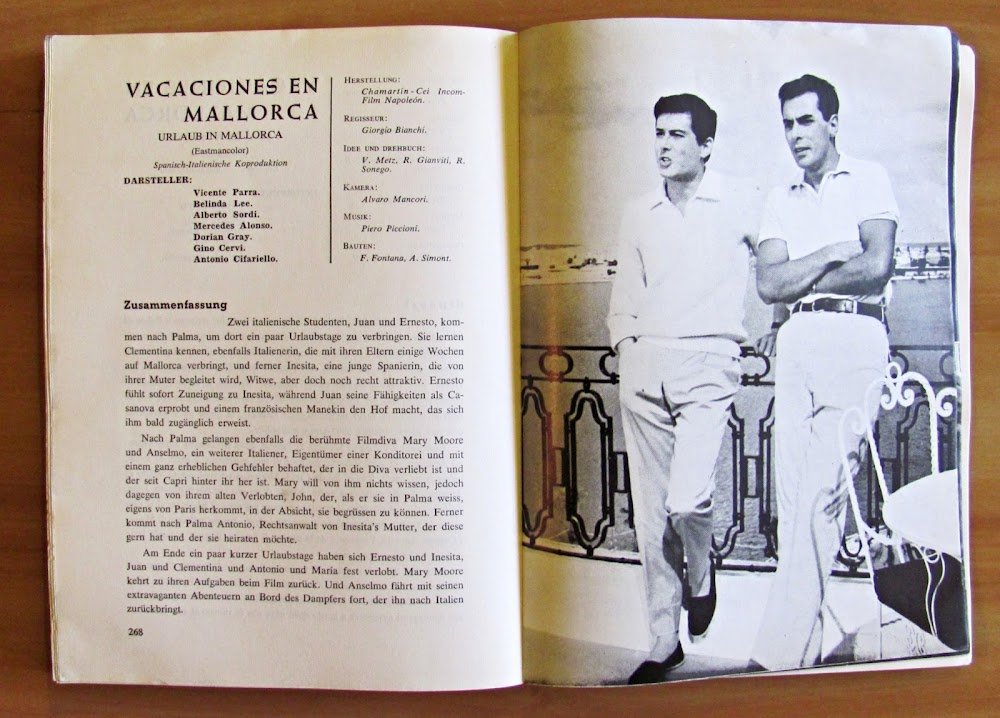 VACACIONES EN
MALLORCA
URLAUB IN MALLORCA
(Eastmancolor)
Spanisch-Italienische Koproduktion
DARSTELLER:
Vicente Parra.
Belinda Lee.
Alberto Sordi.
Mercedes Alonso.
Dorian Gray.
Gino Cervi.
Antonio Cifariello.
HERSTELLUNG:
Chamartin - Cei Incom-
Film Napoleón.
REGISSEUR:
Giorgio Bianchi.
IDEE UND DREHBUCH:
V. Metz, R. Gianviti, R.
Sonego.
KAMERA:
Alvaro Mancori.
MUSIK:
Piero Piccioni.
BAUTEN:
F. Fontana, A. Simont.
Zusammenfassung
Zwei italienische Studenten, Juan und Ernesto, kom-
men nach Palma, um dort ein paar Urlaubstage zu verbringen. Sie lernen
Clementina kennen, ebenfalls Italienerin, die mit ihren Eltern einige Wochen
auf Mallorca verbringt, und ferner Inesita, eine junge Spanierin, die von
ihrer Muter begleitet wird, Witwe, aber doch noch recht attraktiv. Ernesto
fühlt sofort Zuneigung zu Inesita, während Juan seine Fähigkeiten als Ca-
sanova erprobt und einem französischen Manekin den Hof macht, das sich
ihm bald zugänglich erweist.
Nach Palma gelangen ebenfalls die berühmte Filmdiva Mary Moore
und Anselmo, ein weiterer Italiener, Eigentümer einer Konditorei und mit
einem ganz erheblichen Gehfehler behaftet, der in die Diva verliebt ist und
der seit Capri hinter ihr her ist. Mary will von ihm nichts wissen, jedoch
dagegen von ihrem alten Verlobten, John, der, als er sie in Palma weiss,
eigens von Paris herkommt, in der Absicht, sie begrüssen zu können. Ferner
kommt nach Palma Antonio, Rechtsanwalt von Inesita's Mutter, der diese
gern hat und der sie heiraten möchte.
Am Ende ein paar kurzer Urlaubstage haben sich Ernesto und Inesita,
Juan und Clementina und Antonio und Maria fest verlobt. Mary Moore
kehrt zu ihren Aufgaben beim Film zurück. Und Anselmo fährt mit seinen
extravaganten Abenteuern an Bord des Dampfers fort, der ihn nach Italien
zurückbringt.
268